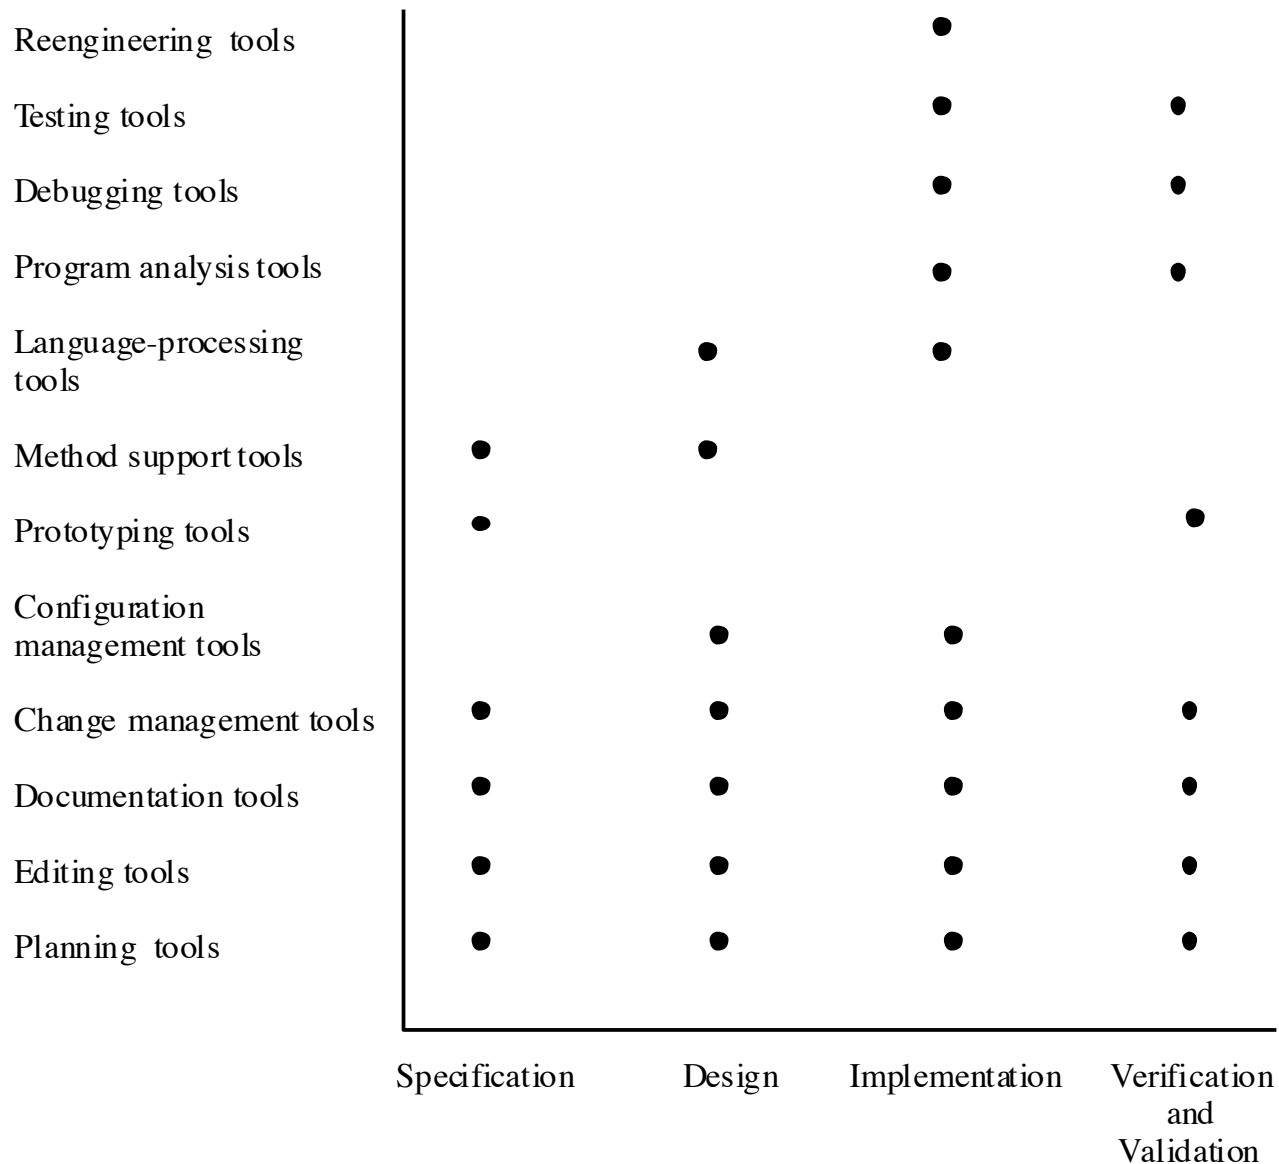 Reengineering tools
Testing tools
Debugging tools
Program analysis tools
Language-processing
tools
Method support tools
Prototyping tools
Configuration
management tools
Change management tools
Documentation tools
Editing tools
Planning tools
Specification Design Implementation Verification
and
Validation